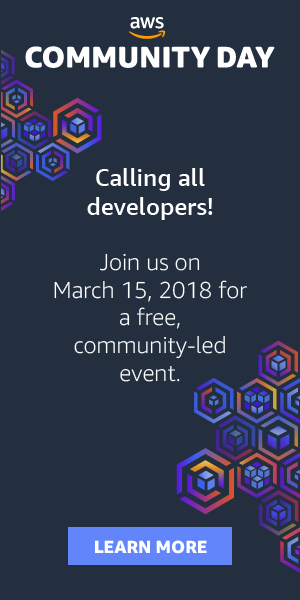 aws
COMMUNITY DAY
Calling all
developers!
Join us on
March 15, 2018 for
a free,
community-led
event.
LEARN MORE